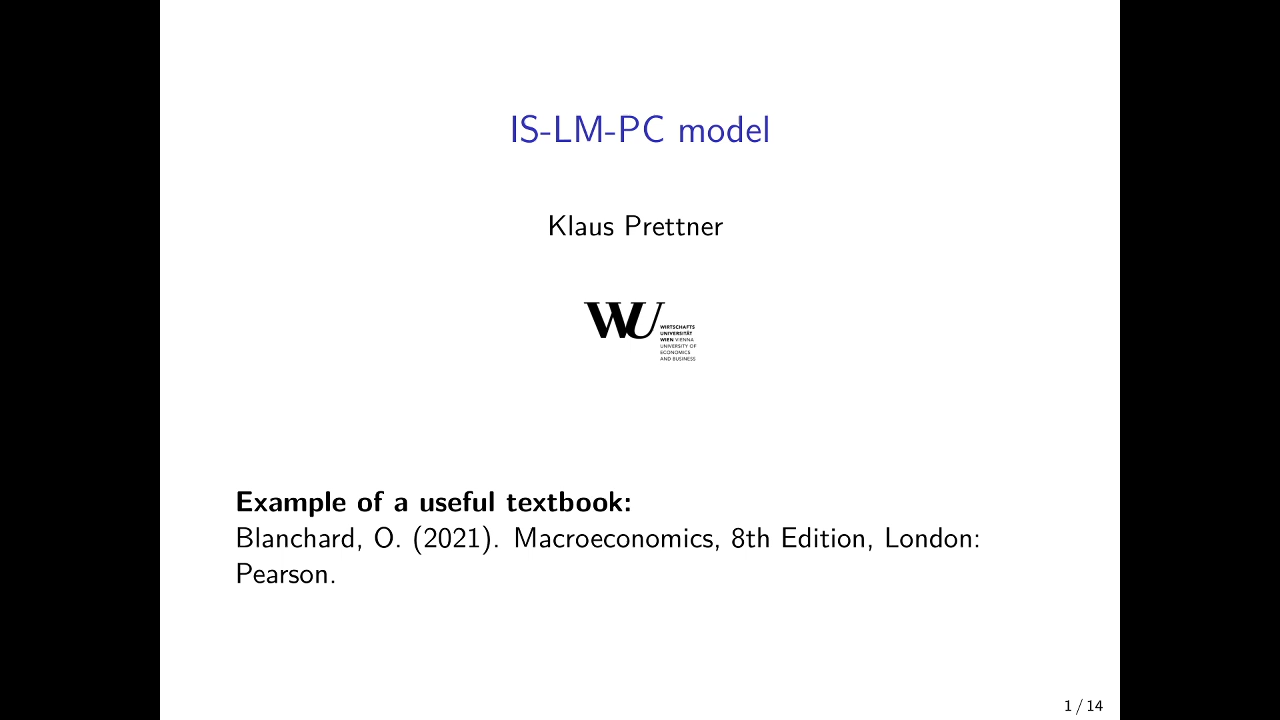 IS-LM-PC model
Klaus Prettner
WU
WIRTSCHAFTS
UNIVERSITÄT
WIEN VIENNA
UNIVERSITY OF
ECONOMICS
AND BUSINESS
Example of a useful textbook:
Blanchard, O. (2021). Macroeconomics, 8th Edition, London:
Pearson.
1 / 14